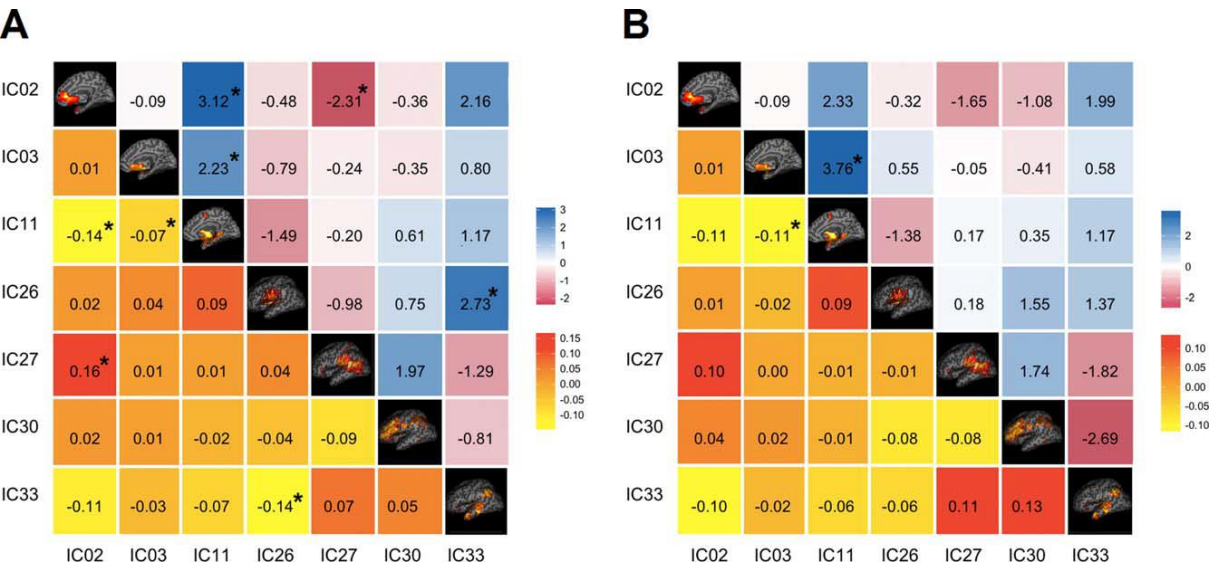 A
IC02 -0.09 3.12* -0.48 -2.31* -0.36 2.16
IC03 0.01 2.23* -0.79 -0.24 -0.35 0.80
IC11 -0.14* -0.07* -1.49 -0.20 0.61 1.17
IC26 0.02 0.04 0.09 -0.98 0.75 2.73*
IC27 0.16* 0.01 0.01 0.04 1.97 -1.29
IC30 0.02 0.01 -0.02 -0.04 -0.09 -0.81
IC33 -0.11 -0.03 -0.07 -0.14* 0.07 0.05
IC02 IC03 IC11 IC26 IC27 IC30 IC33
3
2
1
0
-1
-2
0.15
0.10
0.05
0.00
-0.05
-0.10
B
IC02 -0.09 2.33 -0.32 -1.65 -1.08 1.99
IC03 0.01 3.76* 0.55 -0.05 -0.41 0.58
IC11 -0.11 -0.11* -1.38 0.17 0.35 1.17
IC26 0.01 -0.02 0.09 0.18 1.55 1.37
IC27 0.10 0.00 -0.01 -0.01 1.74 -1.82
IC30 0.04 0.02 -0.01 -0.08 -0.08 -2.69
IC33 -0.10 -0.02 -0.06 -0.06 0.11 0.13
IC02 IC03 IC11 IC26 IC27 IC30 IC33
2
0
-2
0.10
0.05
0.00
-0.05
-0.10